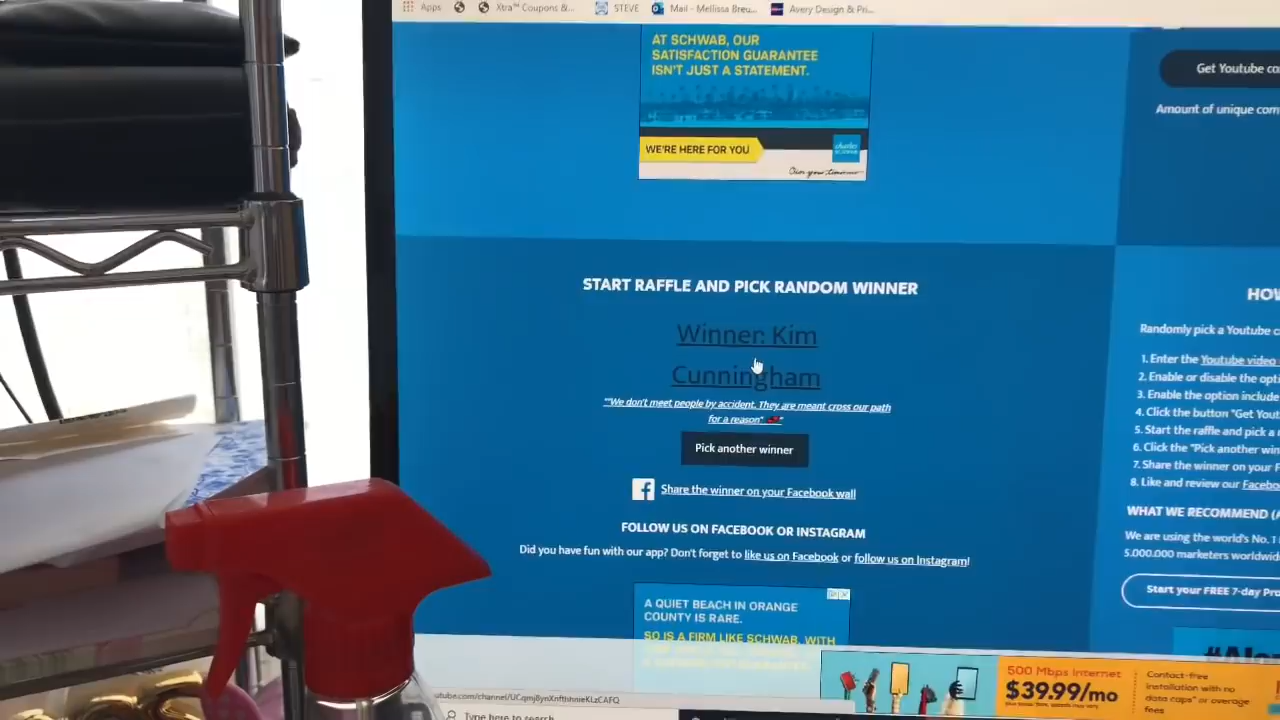 Apps
Xtra™ Coupons &...
STEVE
Mail - Mellissa Breu...
Avery Design & Pri...
AT SCHWAB, OUR
SATISFACTION GUARANTEE
ISN'T JUST A STATEMENT.
WE'RE HERE FOR YOU
charles
Own your tomorrow
Get Youtube co
Amount of unique com
START RAFFLE AND PICK RANDOM WINNER
Winner: Kim
Cunningham
""We don't meet people by accident. They are meant cross our path
for a reason"
Pick another winner
Share the winner on your Facebook wall
FOLLOW US ON FACEBOOK OR INSTAGRAM
Did you have fun with our app? Don't forget to like us on Facebook or follow us on Instagram!
HOW
Randomly pick a Youtube c
1. Enter the Youtube video
2. Enable or disable the opti
3. Enable the option include
4. Click the button "Get Yout
5. Start the raffle and pick a
6. Click the "Pick another win
7. Share the winner on your F
8. Like and review our Facebo
WHAT WE RECOMMEND (A
We are using the world's No. 1
5.000.000 marketers worldwid
Start your FREE 7-day Pro
A QUIET BEACH IN ORANGE
COUNTY IS RARE.
SO IS A FIRM LIKE SCHWAB, WITH
500 Mbps Internet
$39.99/mo
Contact-free
installation with no
data caps* or overage
fees
Type here to search